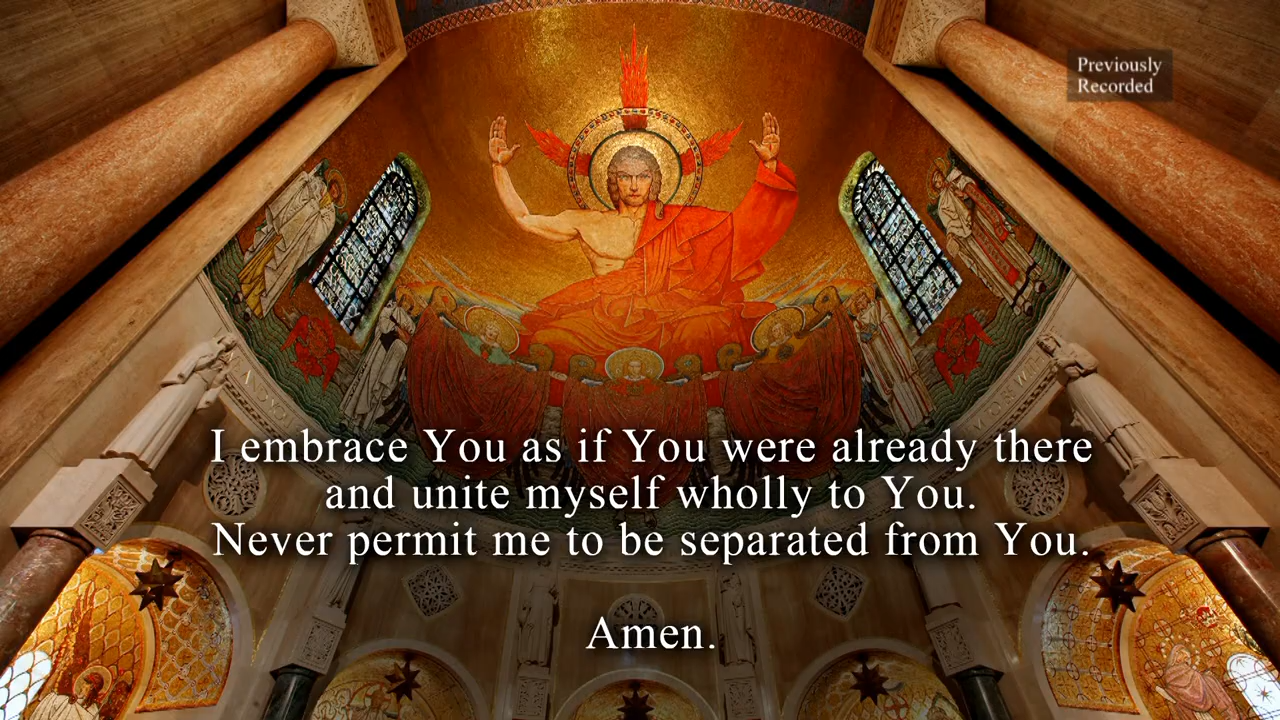 Previously
Recorded
I embrace You as if You were already there
and unite myself wholly to You.
Never permit me to be separated from You.
Amen.